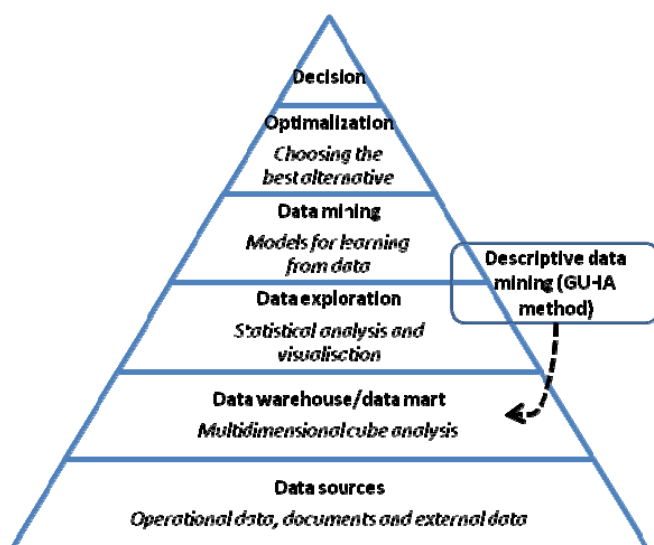 Decision
Optimalization
Choosing the
best alternative
Data mining
Models for learning
from data
Descriptive data
mining (GUHA
method)
Data exploration
Statistical analysis and
visualisation
Data warehouse/data mart
Multidimensional cube analysis
Data sources
Operational data, documents and external data